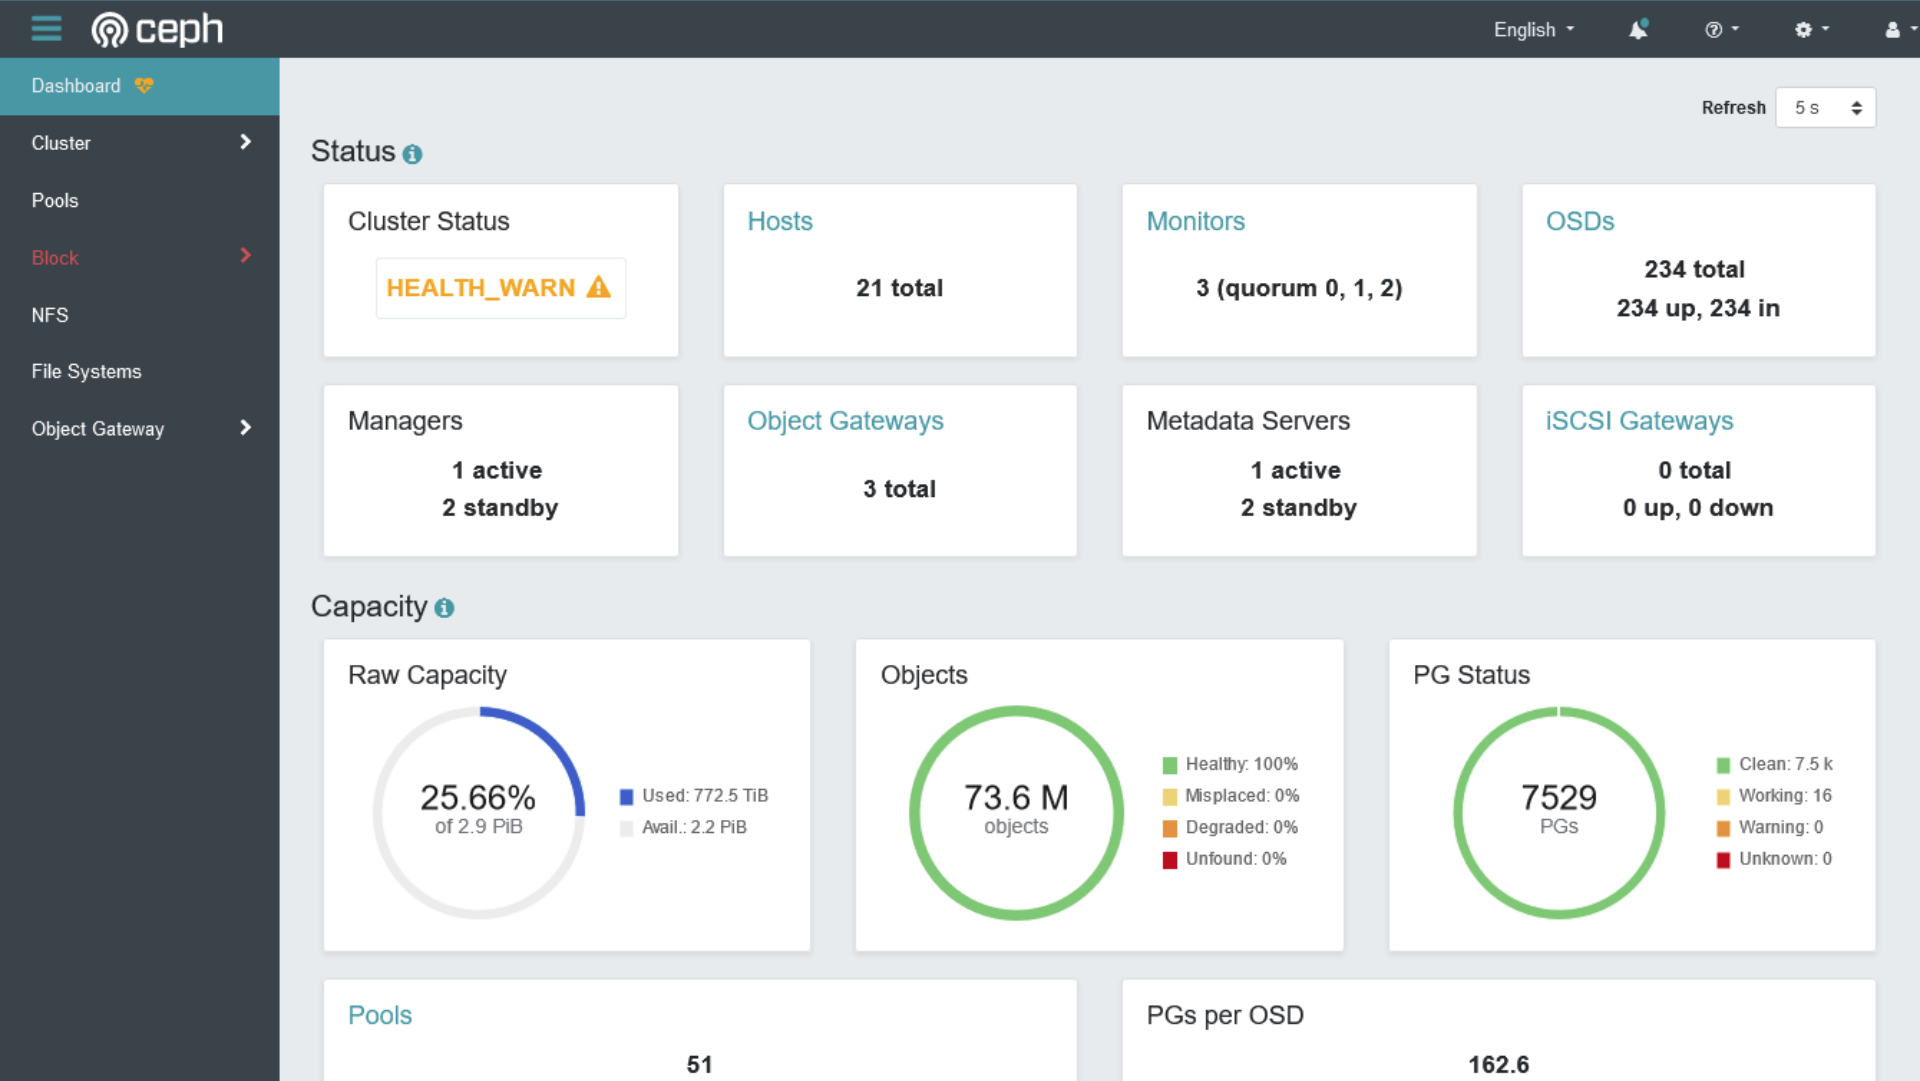 ceph
English
Dashboard
Cluster
Pools
Block
NFS
File Systems
Object Gateway
Refresh 5 s
Status
Cluster Status
HEALTH_WARN
Hosts
21 total
Monitors
3 (quorum 0, 1, 2)
OSDs
234 total
234 up, 234 in
Managers
1 active
2 standby
Object Gateways
3 total
Metadata Servers
1 active
2 standby
iSCSI Gateways
0 total
0 up, 0 down
Capacity
Raw Capacity
25.66%
of 2.9 PiB
Used: 772.5 TiB
Avail.: 2.2 PiB
Objects
73.6 M
objects
Healthy: 100%
Misplaced: 0%
Degraded: 0%
Unfound: 0%
PG Status
7529
PGs
Clean: 7.5 k
Working: 16
Warning: 0
Unknown: 0
Pools
51
PGs per OSD
162.6